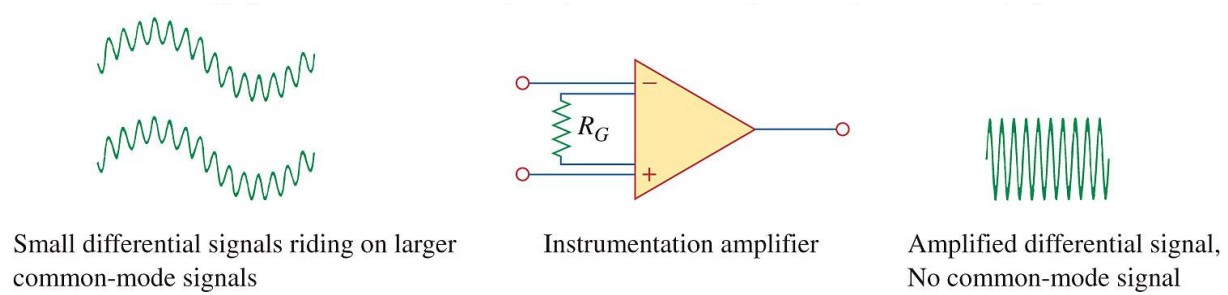 −
R_G
+
Small differential signals riding on larger
common-mode signals
Instrumentation amplifier
Amplified differential signal,
No common-mode signal